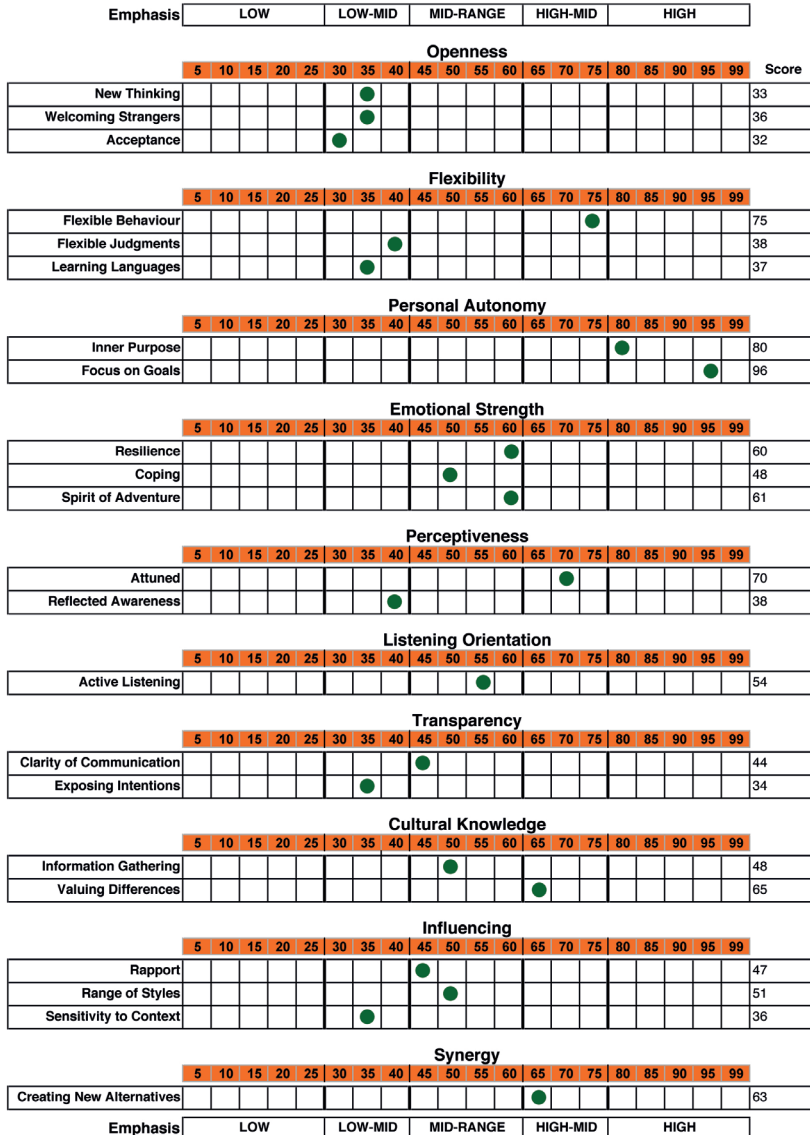 Emphasis LOW LOW-MID MID-RANGE HIGH-MID HIGH
Openness
5 10 15 20 25 30 35 40 45 50 55 60 65 70 75 80 85 90 95 99 Score
New Thinking 33
Welcoming Strangers 36
Acceptance 32
Flexibility
5 10 15 20 25 30 35 40 45 50 55 60 65 70 75 80 85 90 95 99
Flexible Behaviour 75
Flexible Judgments 38
Learning Languages 37
Personal Autonomy
5 10 15 20 25 30 35 40 45 50 55 60 65 70 75 80 85 90 95 99
Inner Purpose 80
Focus on Goals 96
Emotional Strength
5 10 15 20 25 30 35 40 45 50 55 60 65 70 75 80 85 90 95 99
Resilience 60
Coping 48
Spirit of Adventure 61
Perceptiveness
5 10 15 20 25 30 35 40 45 50 55 60 65 70 75 80 85 90 95 99
Attuned 70
Reflected Awareness 38
Listening Orientation
5 10 15 20 25 30 35 40 45 50 55 60 65 70 75 80 85 90 95 99
Active Listening 54
Transparency
5 10 15 20 25 30 35 40 45 50 55 60 65 70 75 80 85 90 95 99
Clarity of Communication 44
Exposing Intentions 34
Cultural Knowledge
5 10 15 20 25 30 35 40 45 50 55 60 65 70 75 80 85 90 95 99
Information Gathering 48
Valuing Differences 65
Influencing
5 10 15 20 25 30 35 40 45 50 55 60 65 70 75 80 85 90 95 99
Rapport 47
Range of Styles 51
Sensitivity to Context 36
Synergy
5 10 15 20 25 30 35 40 45 50 55 60 65 70 75 80 85 90 95 99
Creating New Alternatives 63
Emphasis LOW LOW-MID MID-RANGE HIGH-MID HIGH